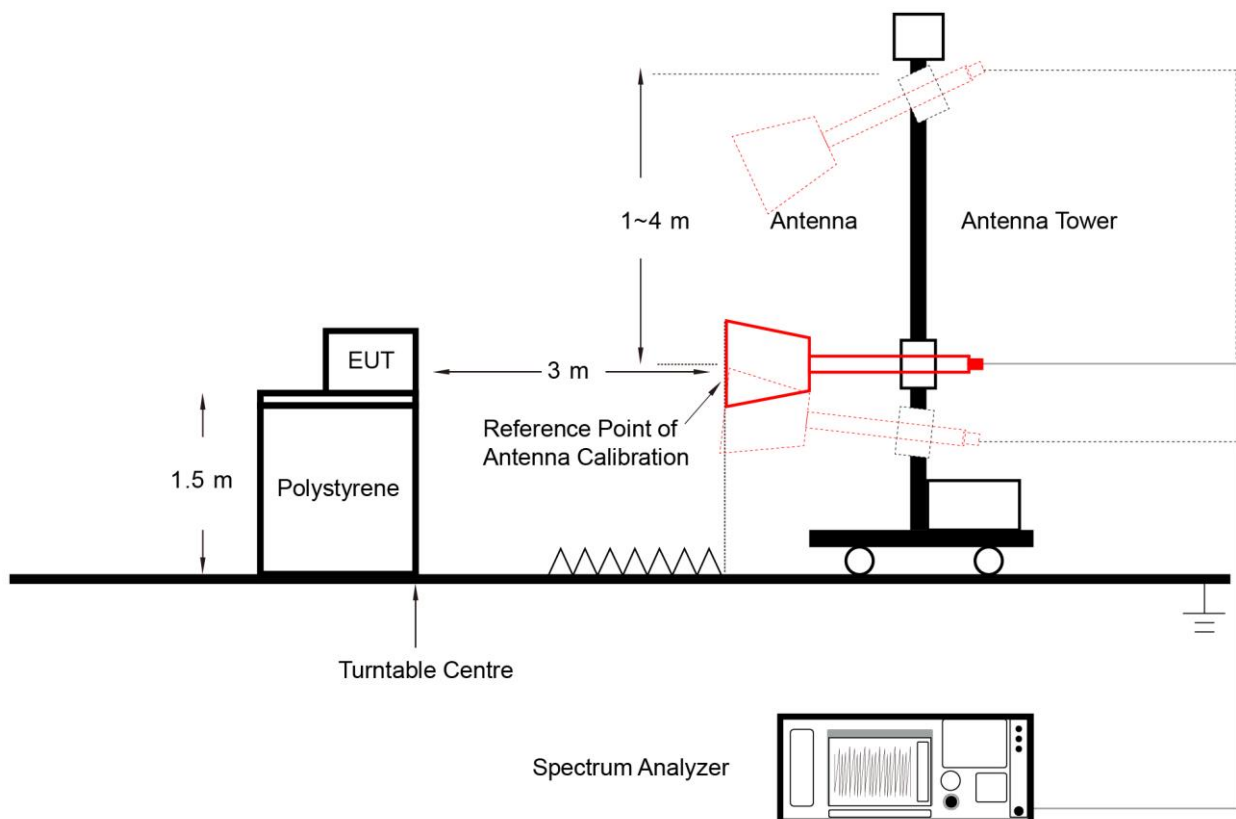 1~4 m
Antenna
Antenna Tower
EUT
3 m
Reference Point of
Antenna Calibration
1.5 m
Polystyrene
Turntable Centre
Spectrum Analyzer